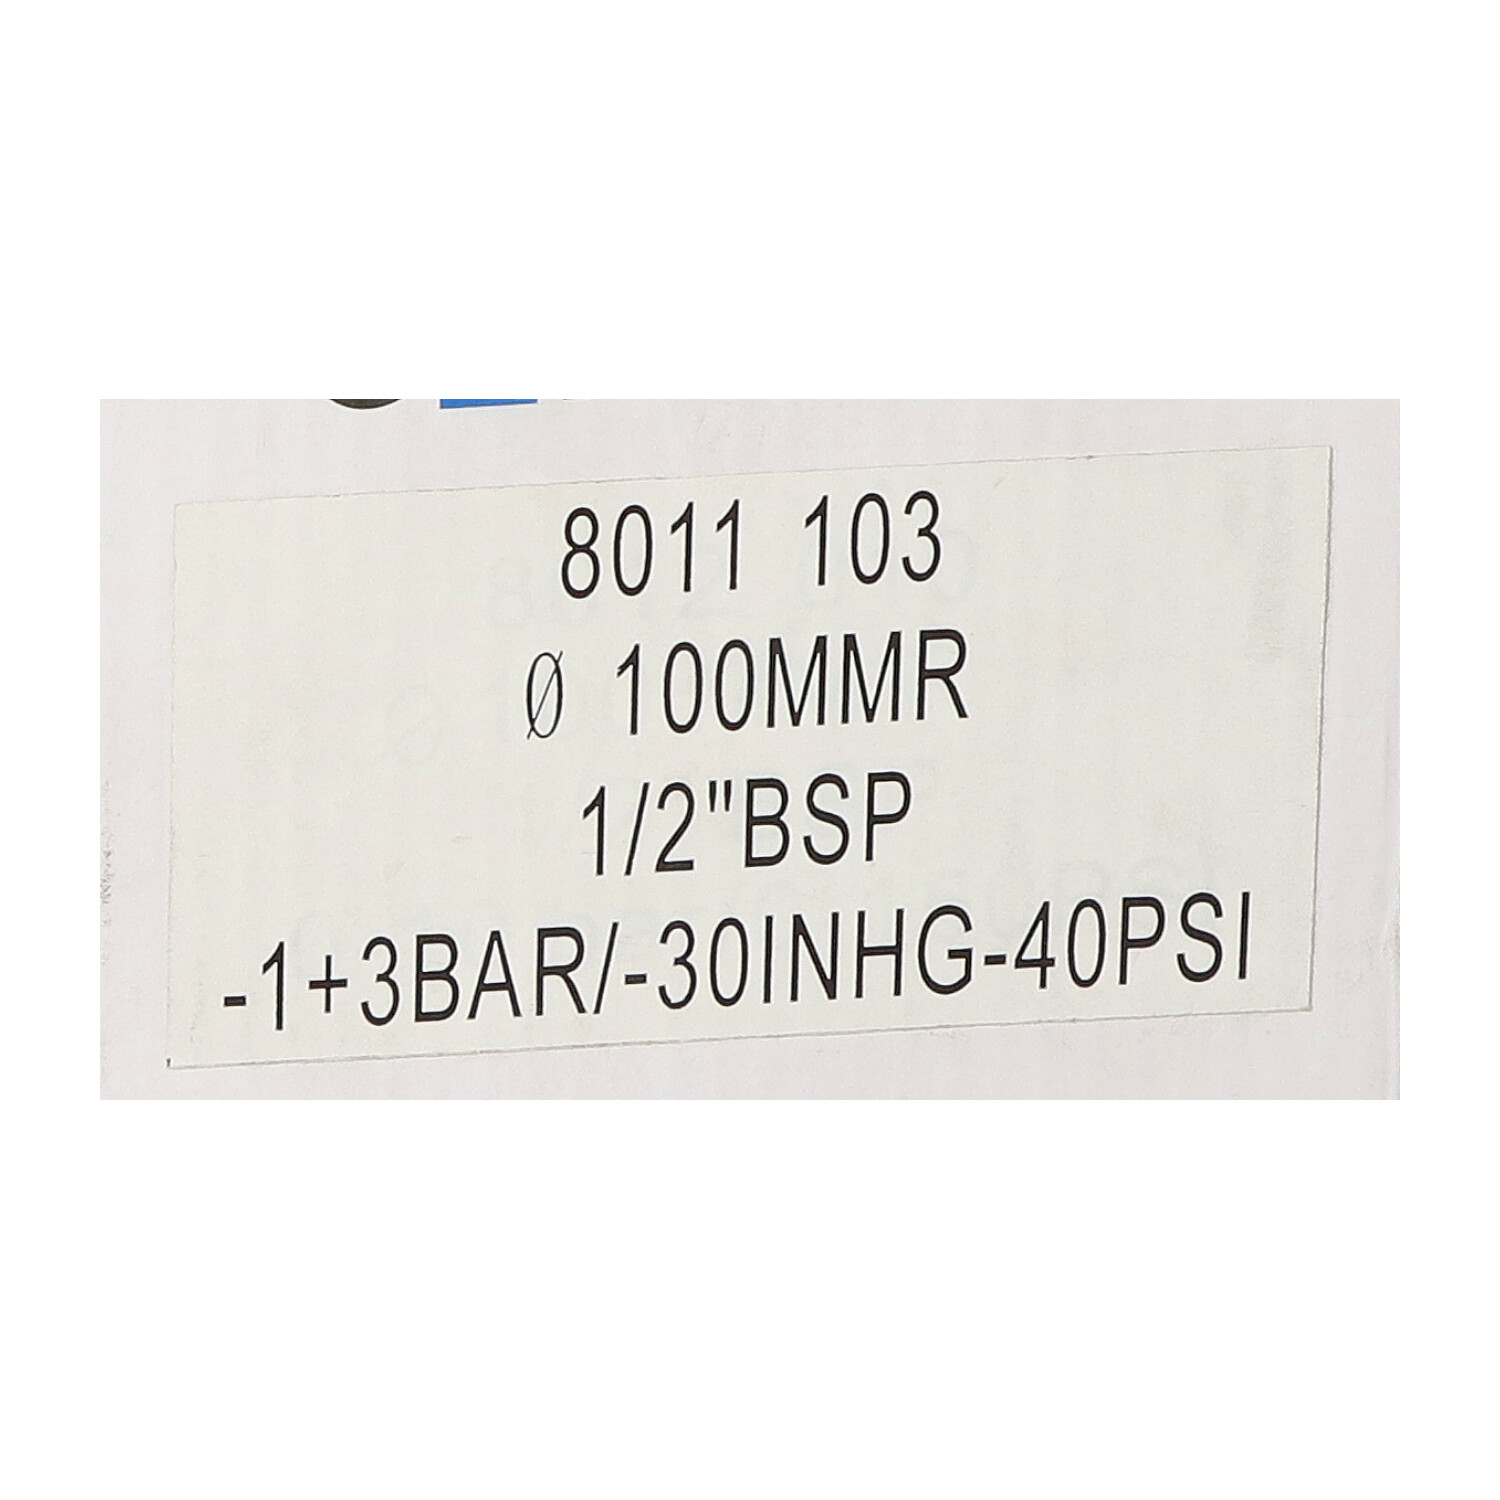 8011 103
Ø 100MMR
1/2"BSP
-1+3BAR/-30INHG-40PSI